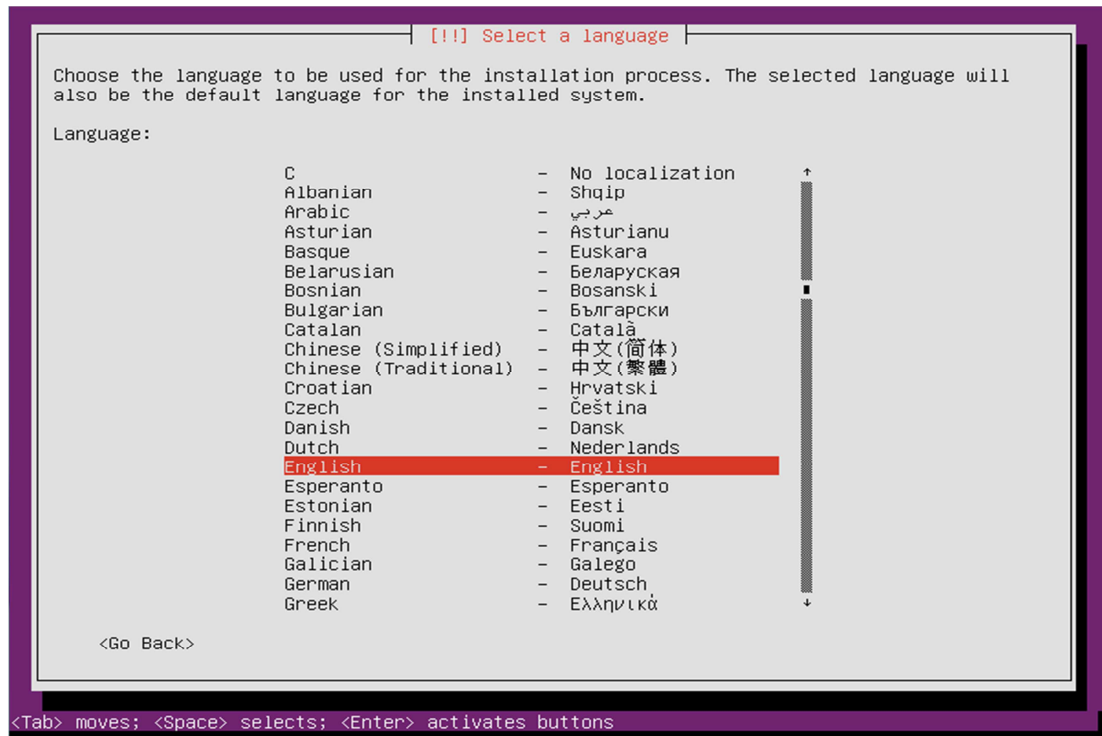 [!!] Select a language
Choose the language to be used for the installation process. The selected language will
also be the default language for the installed system.
Language:
C - No localization
Albanian - Shqip
Arabic - عربي
Asturian - Asturianu
Basque - Euskara
Belarusian - Беларуская
Bosnian - Bosanski
Bulgarian - Български
Catalan - Català
Chinese (Simplified) - 中文(简体)
Chinese (Traditional) - 中文(繁體)
Croatian - Hrvatski
Czech - Čeština
Danish - Dansk
Dutch - Nederlands
English - English
Esperanto - Esperanto
Estonian - Eesti
Finnish - Suomi
French - Français
Galician - Galego
German - Deutsch
Greek - Ελληνικά
<Go Back>
<Tab> moves; <Space> selects; <Enter> activates buttons